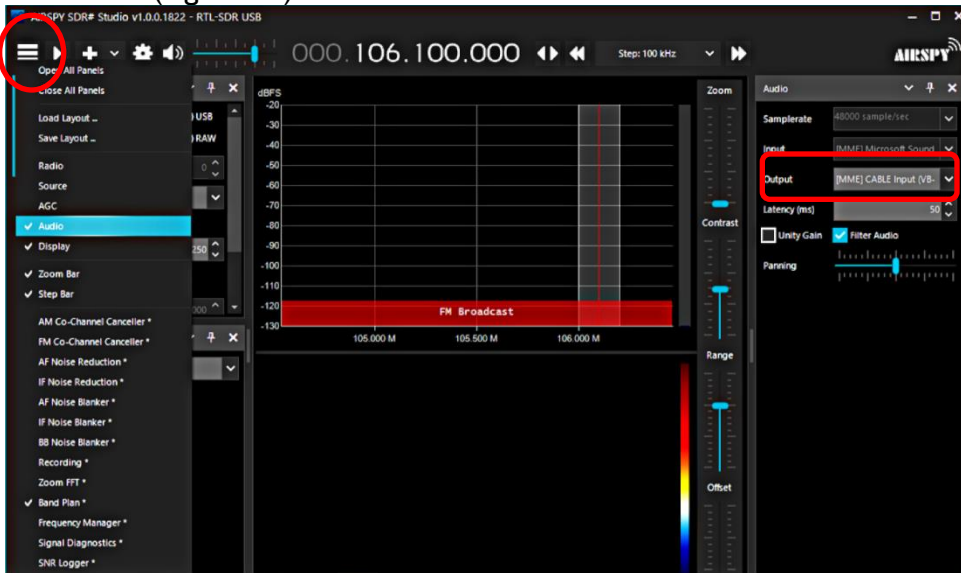 AIRSPY SDR# Studio v1.0.0.1822 - RTL-SDR USB
000.106.100.000
Step: 100 kHz
AIRSPY
Open All Panels
Close All Panels
Load Layout ...
Save Layout ...
Radio
Source
AGC
Audio
Display
Zoom Bar
Step Bar
AM Co-Channel Canceller *
FM Co-Channel Canceller *
AF Noise Reduction *
IF Noise Reduction *
AF Noise Blanker *
IF Noise Blanker *
BB Noise Blanker *
Recording *
Zoom FFT *
Band Plan *
Frequency Manager *
Signal Diagnostics *
SNR Logger *
USB
RAW
0
250
000
dBFS
-20
-30
-40
-50
-60
-70
-80
-90
-100
-110
-120
-130
FM Broadcast
105.000 M
105.500 M
106.000 M
Zoom
Contrast
Range
Offset
Audio
Samplerate
48000 sample/sec
Input
[MME] Microsoft Sound
Output
[MME] CABLE Input (VB-
Latency (ms)
50
Unity Gain
Filter Audio
Panning